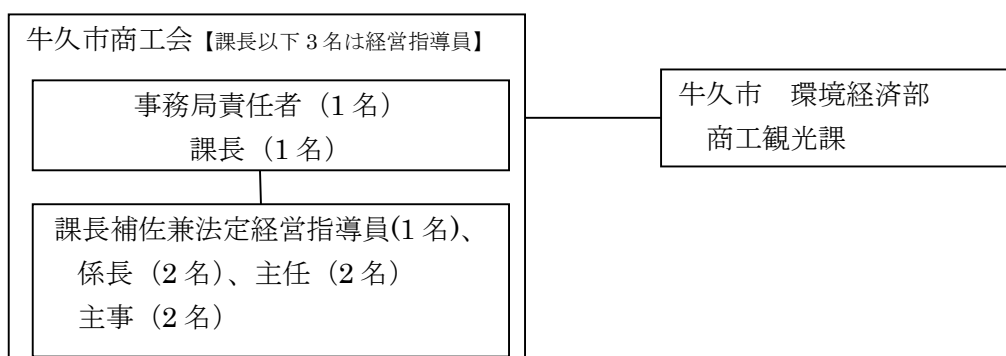 牛久市商工会【課長以下3名は経営指導員】
事務局責任者（1名）
課長（1名）
課長補佐兼法定経営指導員(1名)、
係長（2名）、主任（2名）
主事（2名）
牛久市　環境経済部
商工観光課